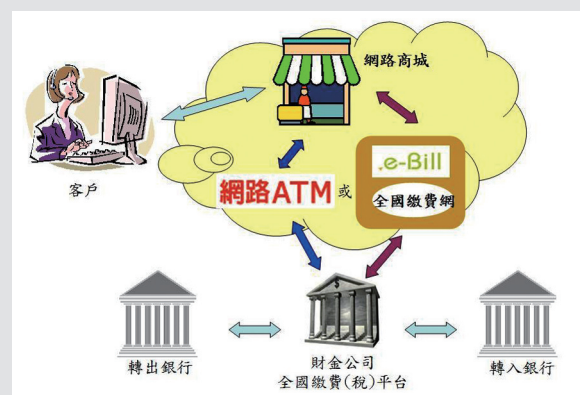 網路商城
客戶
網路ATM
或
e-Bill
全國繳費網
轉出銀行
財金公司
全國繳費(稅)平台
轉入銀行